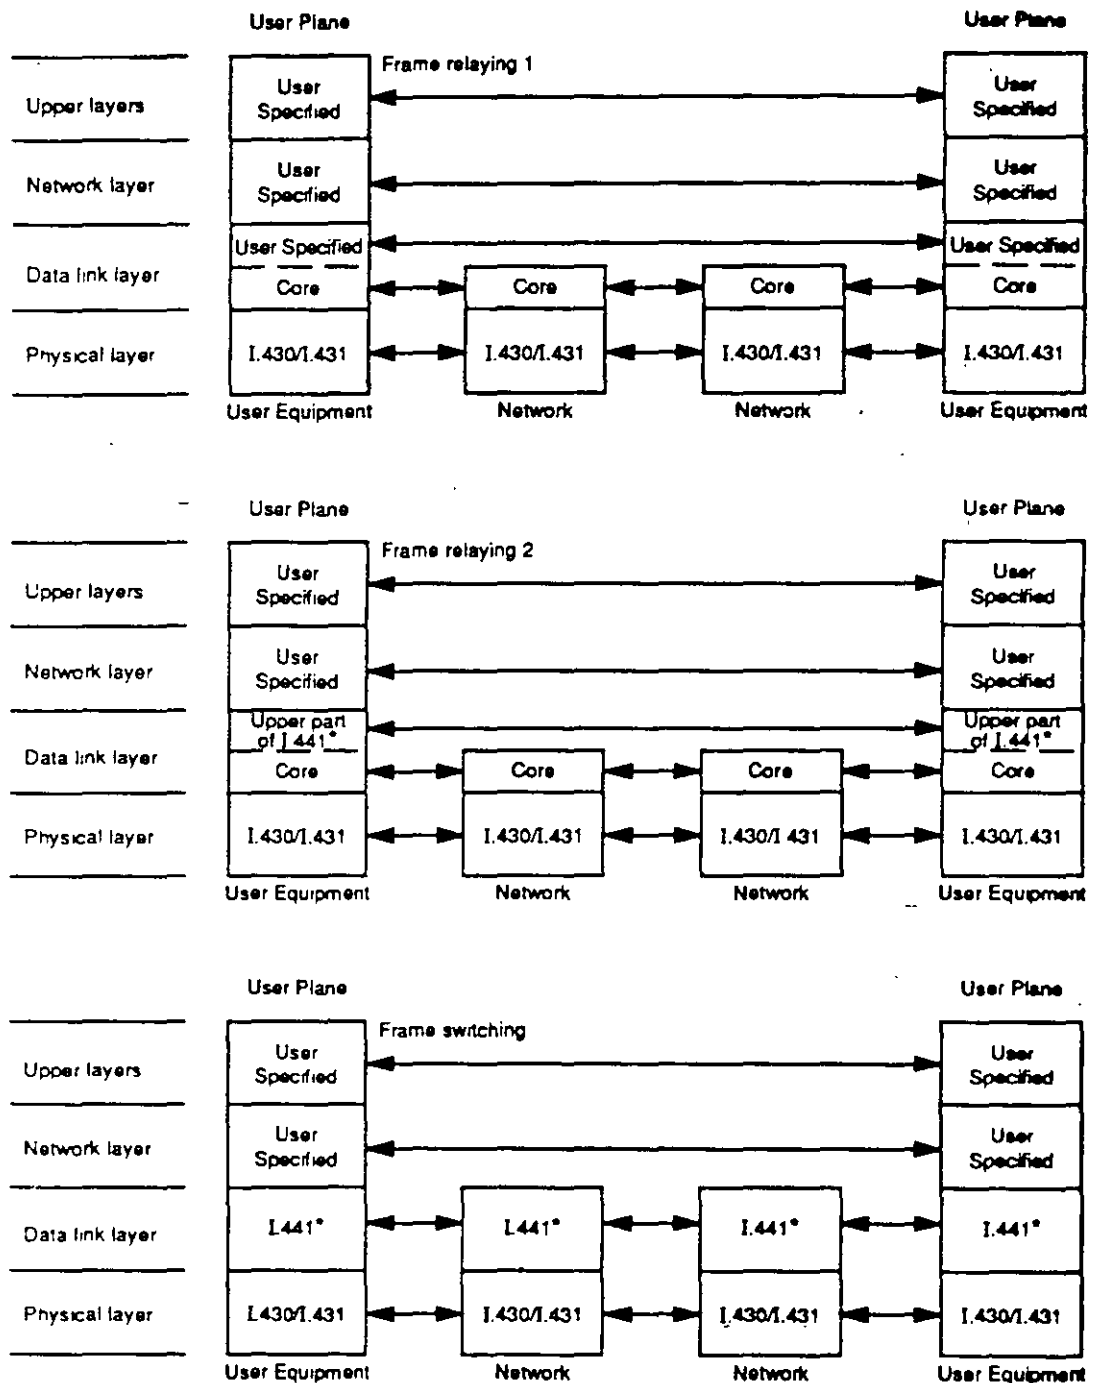 User Plane User Plane
Frame relaying 1
Upper layers User Specified User Specified
Network layer User Specified User Specified
User Specified User Specified
Data link layer Core Core Core Core
Physical layer I.430/I.431 I.430/I.431 I.430/I.431 I.430/I.431
User Equipment Network Network User Equipment
User Plane User Plane
Frame relaying 2
Upper layers User Specified User Specified
Network layer User Specified User Specified
Upper part of I.441* Upper part of I.441*
Data link layer Core Core Core Core
Physical layer I.430/I.431 I.430/I.431 I.430/I 431 I.430/I.431
User Equipment Network Network User Equipment
User Plane User Plane
Frame switching
Upper layers User Specified User Specified
Network layer User Specified User Specified
Data link layer I.441* I.441* I.441* I.441*
Physical layer I.430/I.431 I.430/I.431 I.430/I.431 I.430/I.431
User Equipment Network Network User Equipment